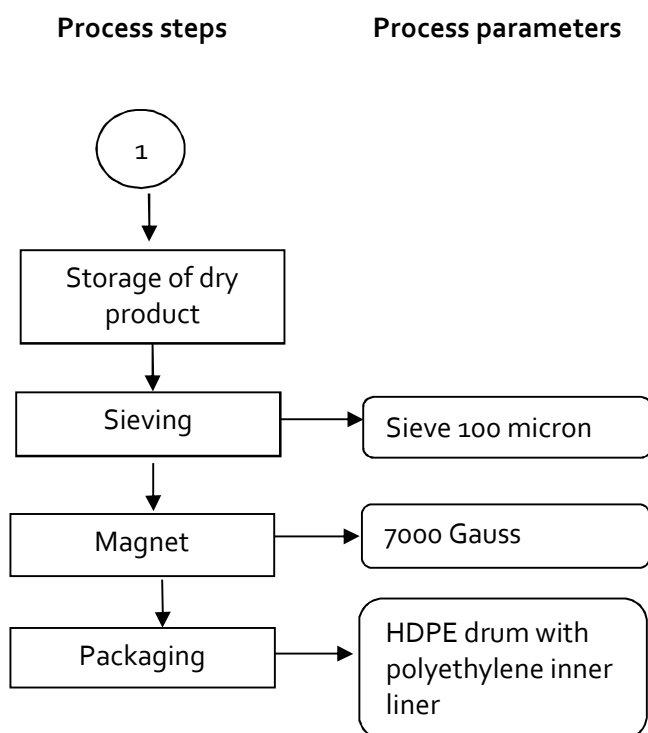 Process steps
Process parameters
1
Storage of dry
product
Sieving
Sieve 100 micron
Magnet
7000 Gauss
Packaging
HDPE drum with
polyethylene inner
liner